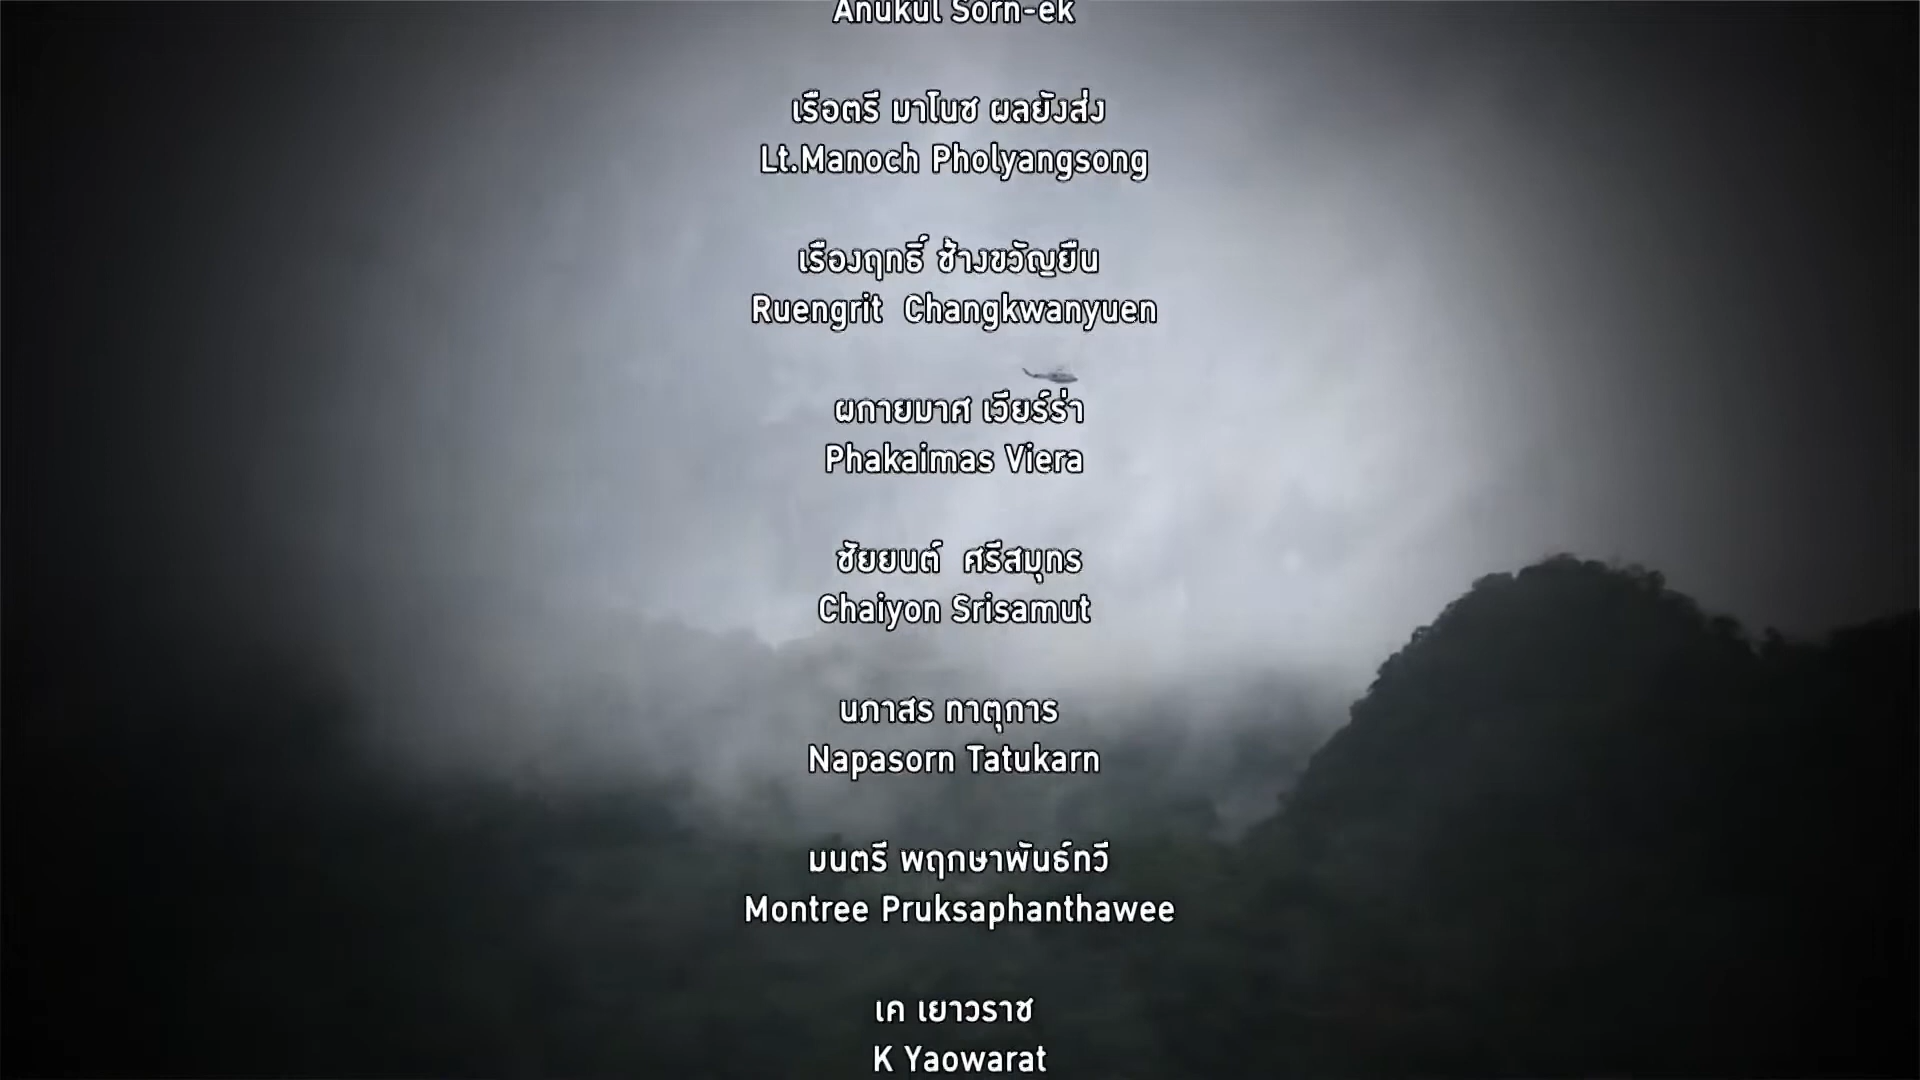 Anukul Sorn-ek
เรือตรี มาโนช ผลยังส่ง
Lt.Manoch Pholyangsong
เรืองฤทธิ์ ช้างขวัญยืน
Ruengrit  Changkwanyuen
ผกายมาศ เวียร์ร่า
Phakaimas Viera
ชัยยนต์  ศรีสมุทร
Chaiyon Srisamut
นภาสร ทาตุการ
Napasorn Tatukarn
มนตรี พฤกษาพันธ์ทวี
Montree Pruksaphanthawee
เค เยาวราช
K Yaowarat